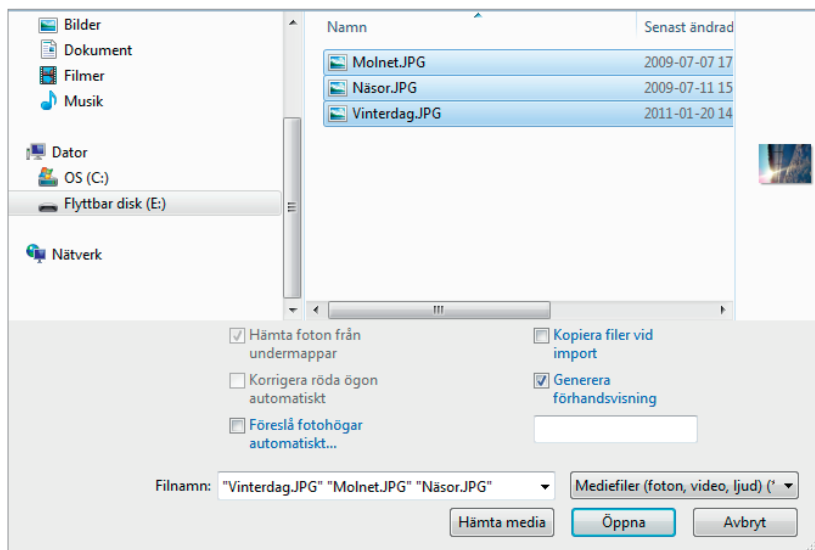 Bilder
Dokument
Filmer
Musik
Dator
OS (C:)
Flyttbar disk (E:)
Nätverk
Namn Senast ändrad
Molnet.JPG 2009-07-07 17
Näsor.JPG 2009-07-11 15
Vinterdag.JPG 2011-01-20 14
Hämta foton från
undermappar
Korrigera röda ögon
automatiskt
Föreslå fotohögar
automatiskt...
Kopiera filer vid
import
Generera
förhandsvisning
Filnamn: "Vinterdag.JPG" "Molnet.JPG" "Näsor.JPG" Mediefiler (foton, video, ljud) (*
Hämta media Öppna Avbryt